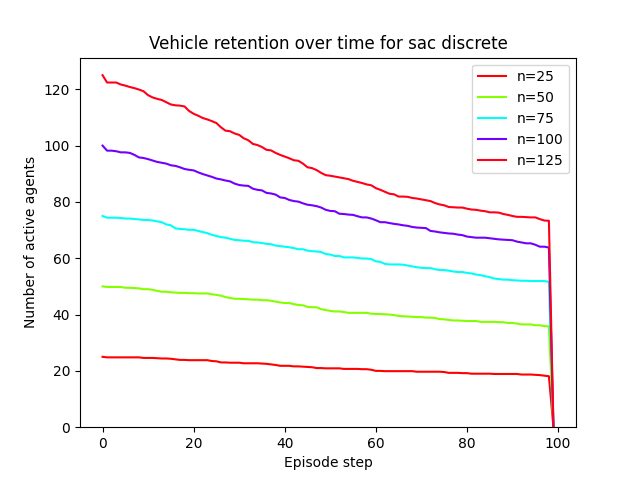 Vehicle retention over time for sac discrete
n=25
n=50
n=75
n=100
n=125
Number of active agents
120
100
80
60
40
20
0
0 20 40 60 80 100
Episode step